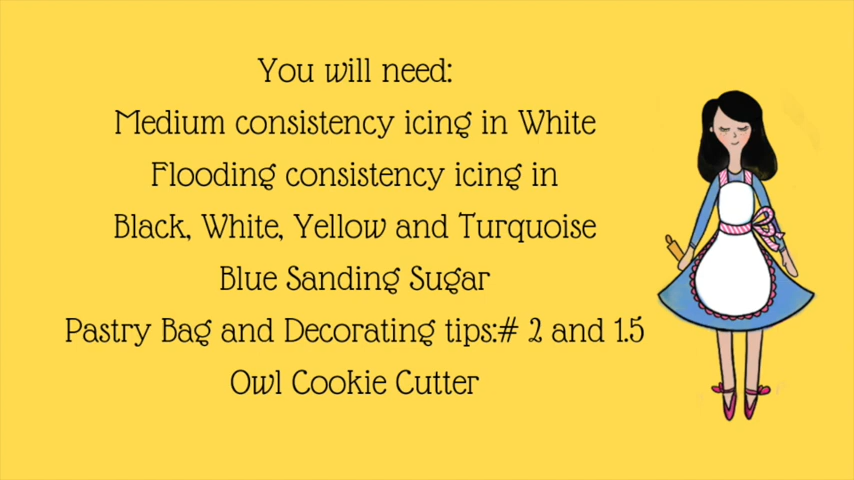 You will need:
Medium consistency icing in White
Flooding consistency icing in
Black, White, Yellow and Turquoise
Blue Sanding Sugar
Pastry Bag and Decorating tips:# 2 and 1.5
Owl Cookie Cutter